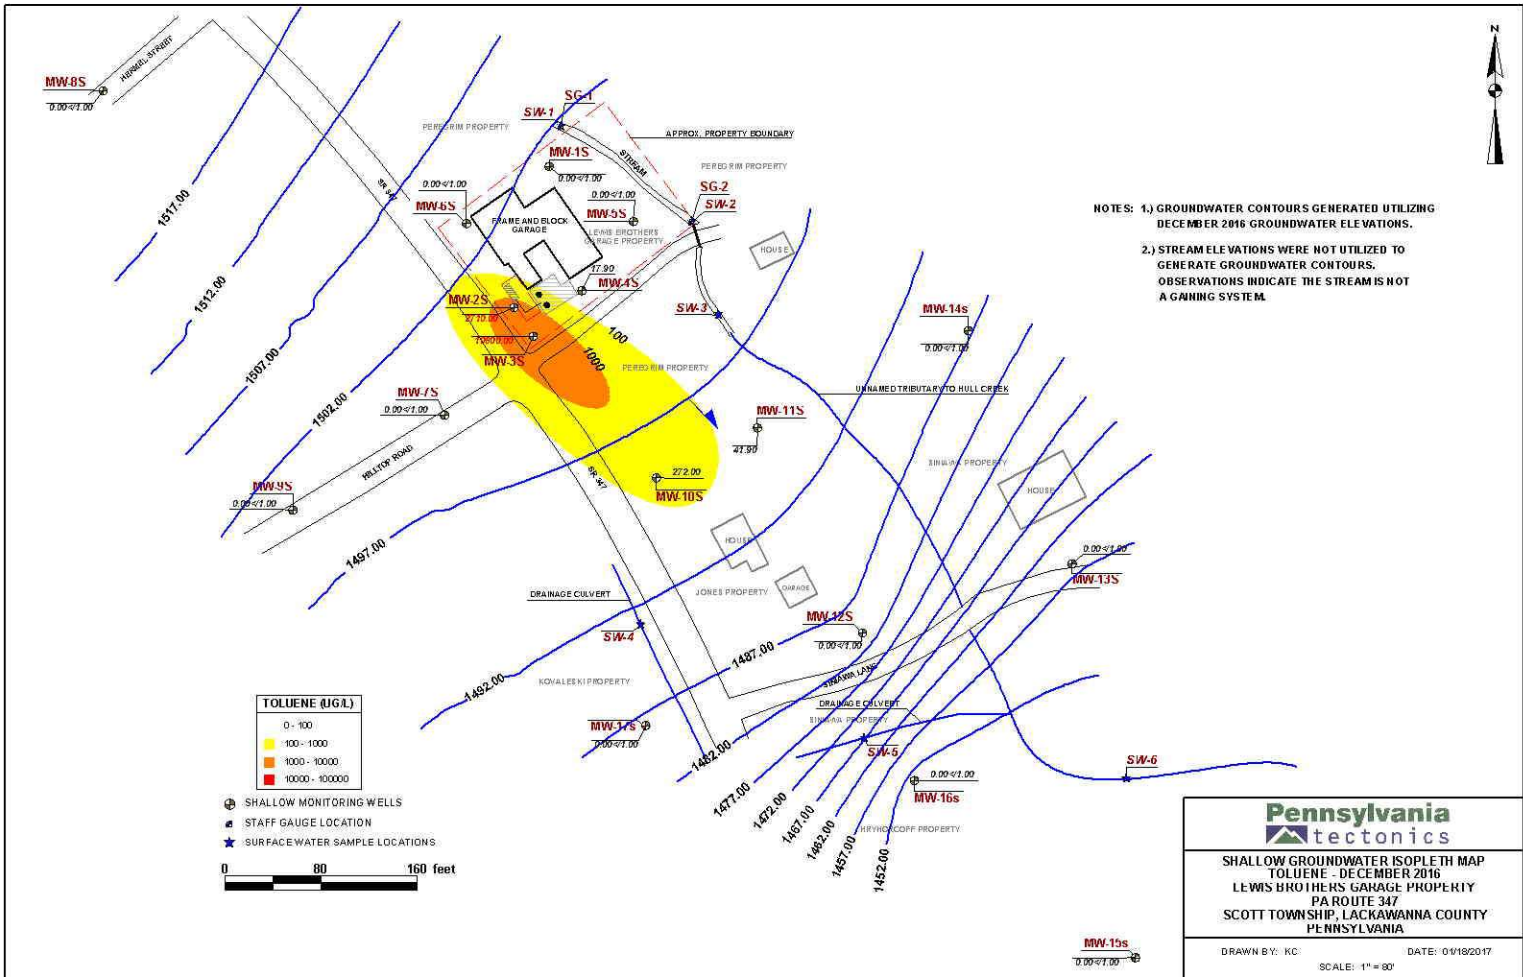 N
MW-8S
0.00</1.00
HEMMEL STREET
SG-1
SW-1
PEREGRIM PROPERTY
APPROX. PROPERTY BOUNDARY
MW-1S
0.00</1.00
STREAM
PEREGRIM PROPERTY
SR 347
0.00</1.00
MW-6S
0.00</1.00
MW-5S
SG-2
SW-2
FRAME AND BLOCK
GARAGE
LEWIS BROTHERS
GARAGE PROPERTY
HOUSE
17.90
MW-4S
MW-2S
2710.00
MW-3S
SW-3
100
1000
PEREGRIM PROPERTY
MW-14s
0.00</1.00
UNNAMED TRIBUTARY TO HULL CREEK
1517.00
1512.00
1507.00
1502.00
1497.00
1492.00
1487.00
1482.00
1477.00
1472.00
1467.00
1462.00
1457.00
1452.00
MW-7S
0.00</1.00
MW-11S
41.90
HILLTOP ROAD
SR 347
272.00
MW-10S
MW-9S
0.00</1.00
SINIAWA PROPERTY
HOUSE
HOUSE
GARAGE
JONES PROPERTY
0.00</1.00
MW-13S
DRAINAGE CULVERT
SW-4
MW-12S
0.00</1.00
SINIAWA LANE
KOVALESKI PROPERTY
MW-17s
0.00</1.00
DRAINAGE CULVERT
SINIAWA PROPERTY
SW-5
SW-6
0.00</1.00
MW-16s
HRYHORCOFF PROPERTY
MW-15s
0.00</1.00
NOTES: 1.) GROUNDWATER CONTOURS GENERATED UTILIZING
DECEMBER 2016 GROUNDWATER ELEVATIONS.
2.) STREAM ELEVATIONS WERE NOT UTILIZED TO
GENERATE GROUNDWATER CONTOURS.
OBSERVATIONS INDICATE THE STREAM IS NOT
A GAINING SYSTEM.
TOLUENE (UG/L)
0 - 100
100 - 1000
1000 - 10000
10000 - 100000
SHALLOW MONITORING WELLS
STAFF GAUGE LOCATION
SURFACE WATER SAMPLE LOCATIONS
0 80 160 feet
Pennsylvania
tectonics
SHALLOW GROUNDWATER ISOPLETH MAP
TOLUENE - DECEMBER 2016
LEWIS BROTHERS GARAGE PROPERTY
PA ROUTE 347
SCOTT TOWNSHIP, LACKAWANNA COUNTY
PENNSYLVANIA
DRAWN BY: KC DATE: 01/18/2017
SCALE: 1" = 80'